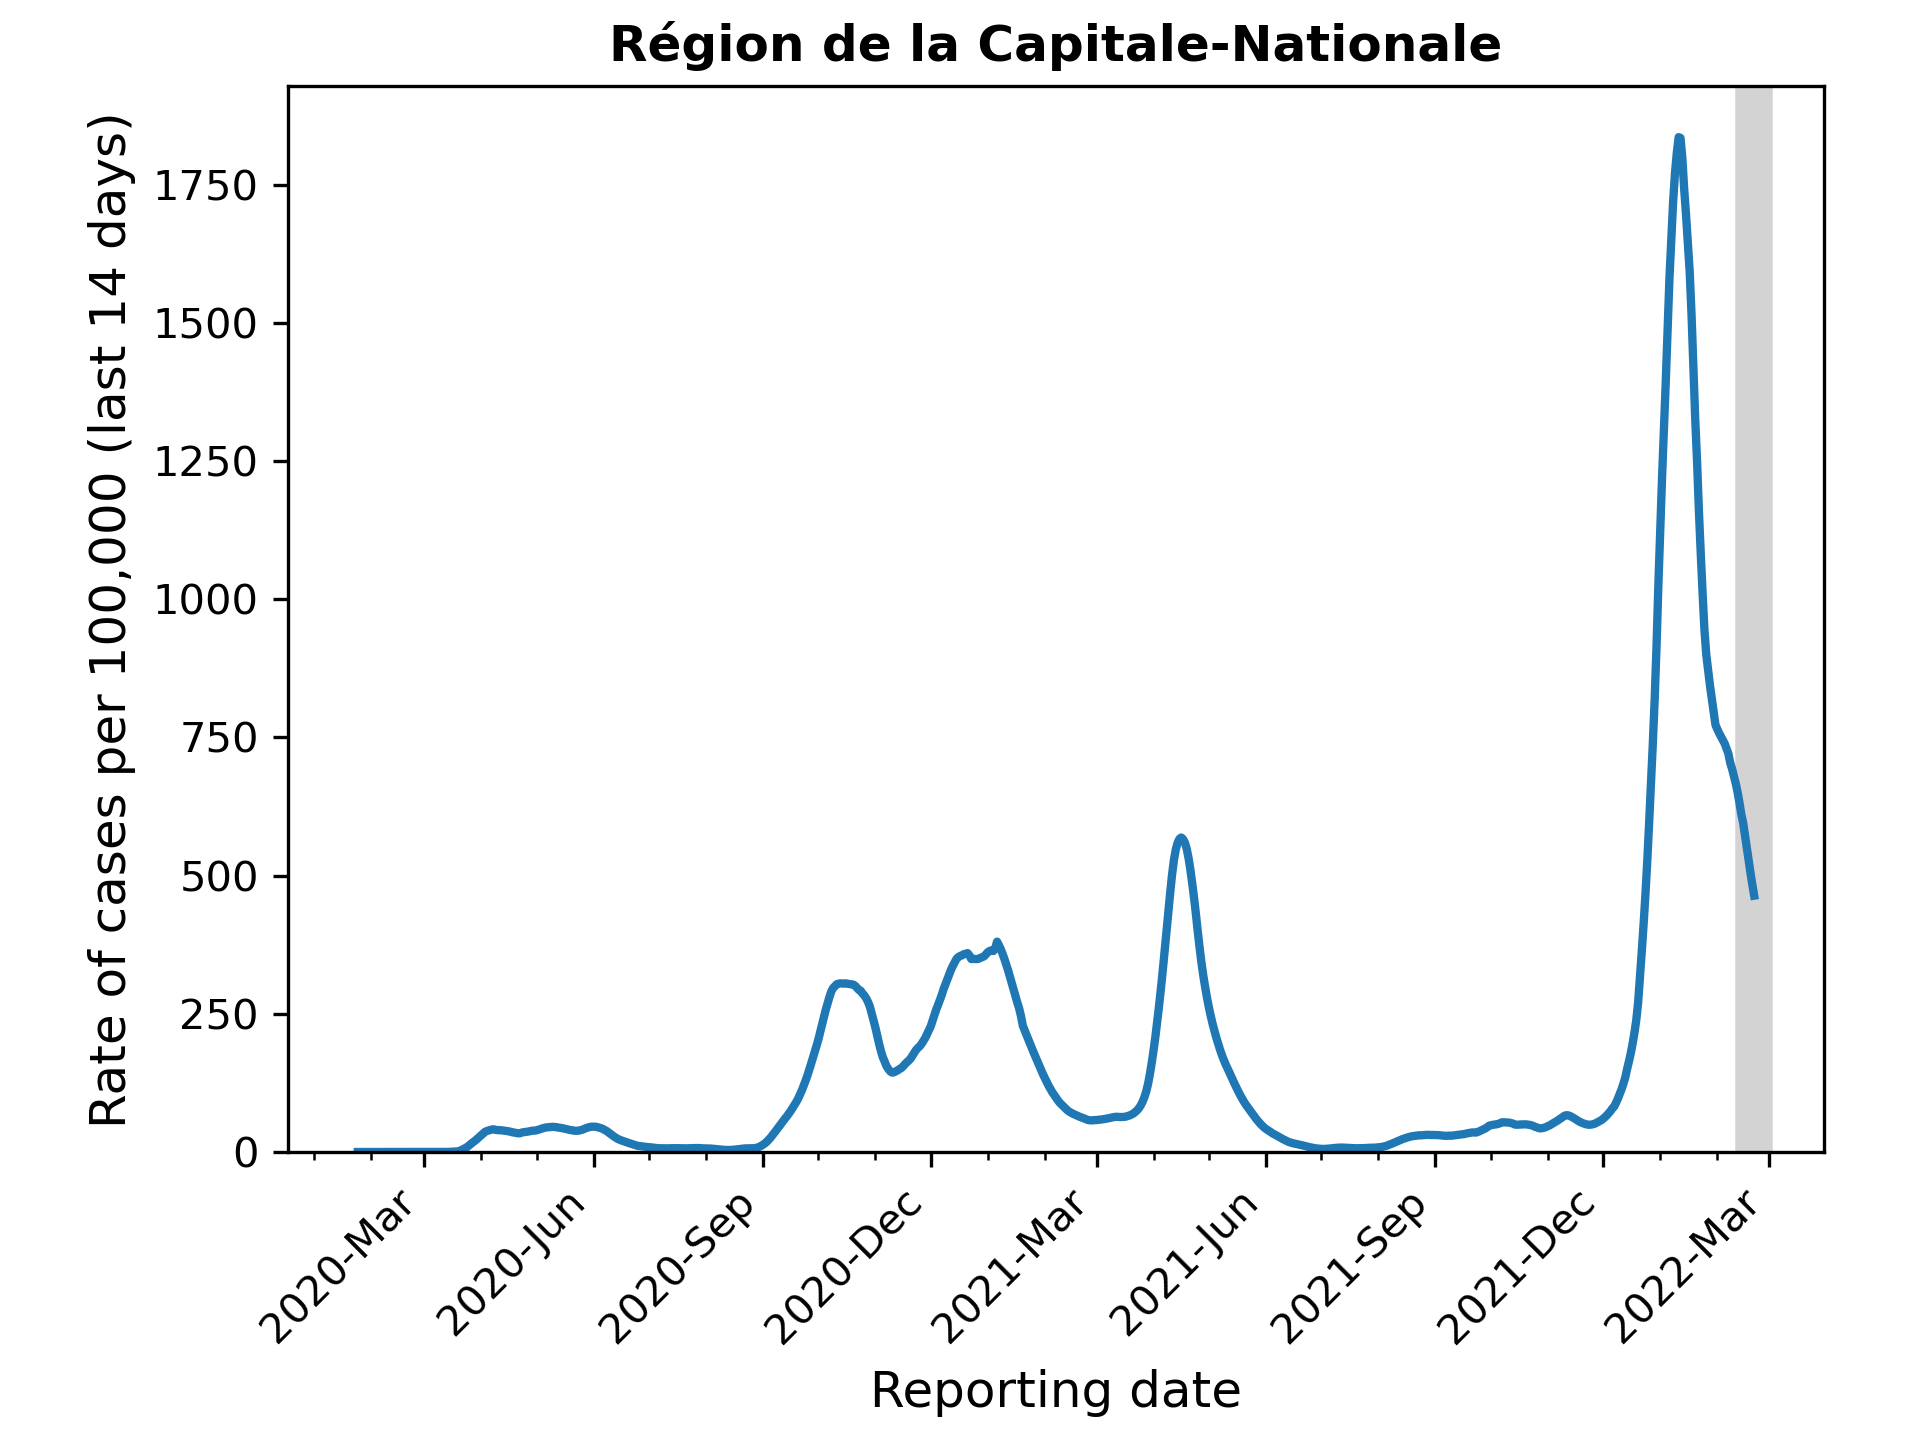 Région de la Capitale-Nationale
Rate of cases per 100,000 (last 14 days)
1750
1500
1250
1000
750
500
250
0
2020-Mar
2020-Jun
2020-Sep
2020-Dec
2021-Mar
2021-Jun
2021-Sep
2021-Dec
2022-Mar
Reporting date